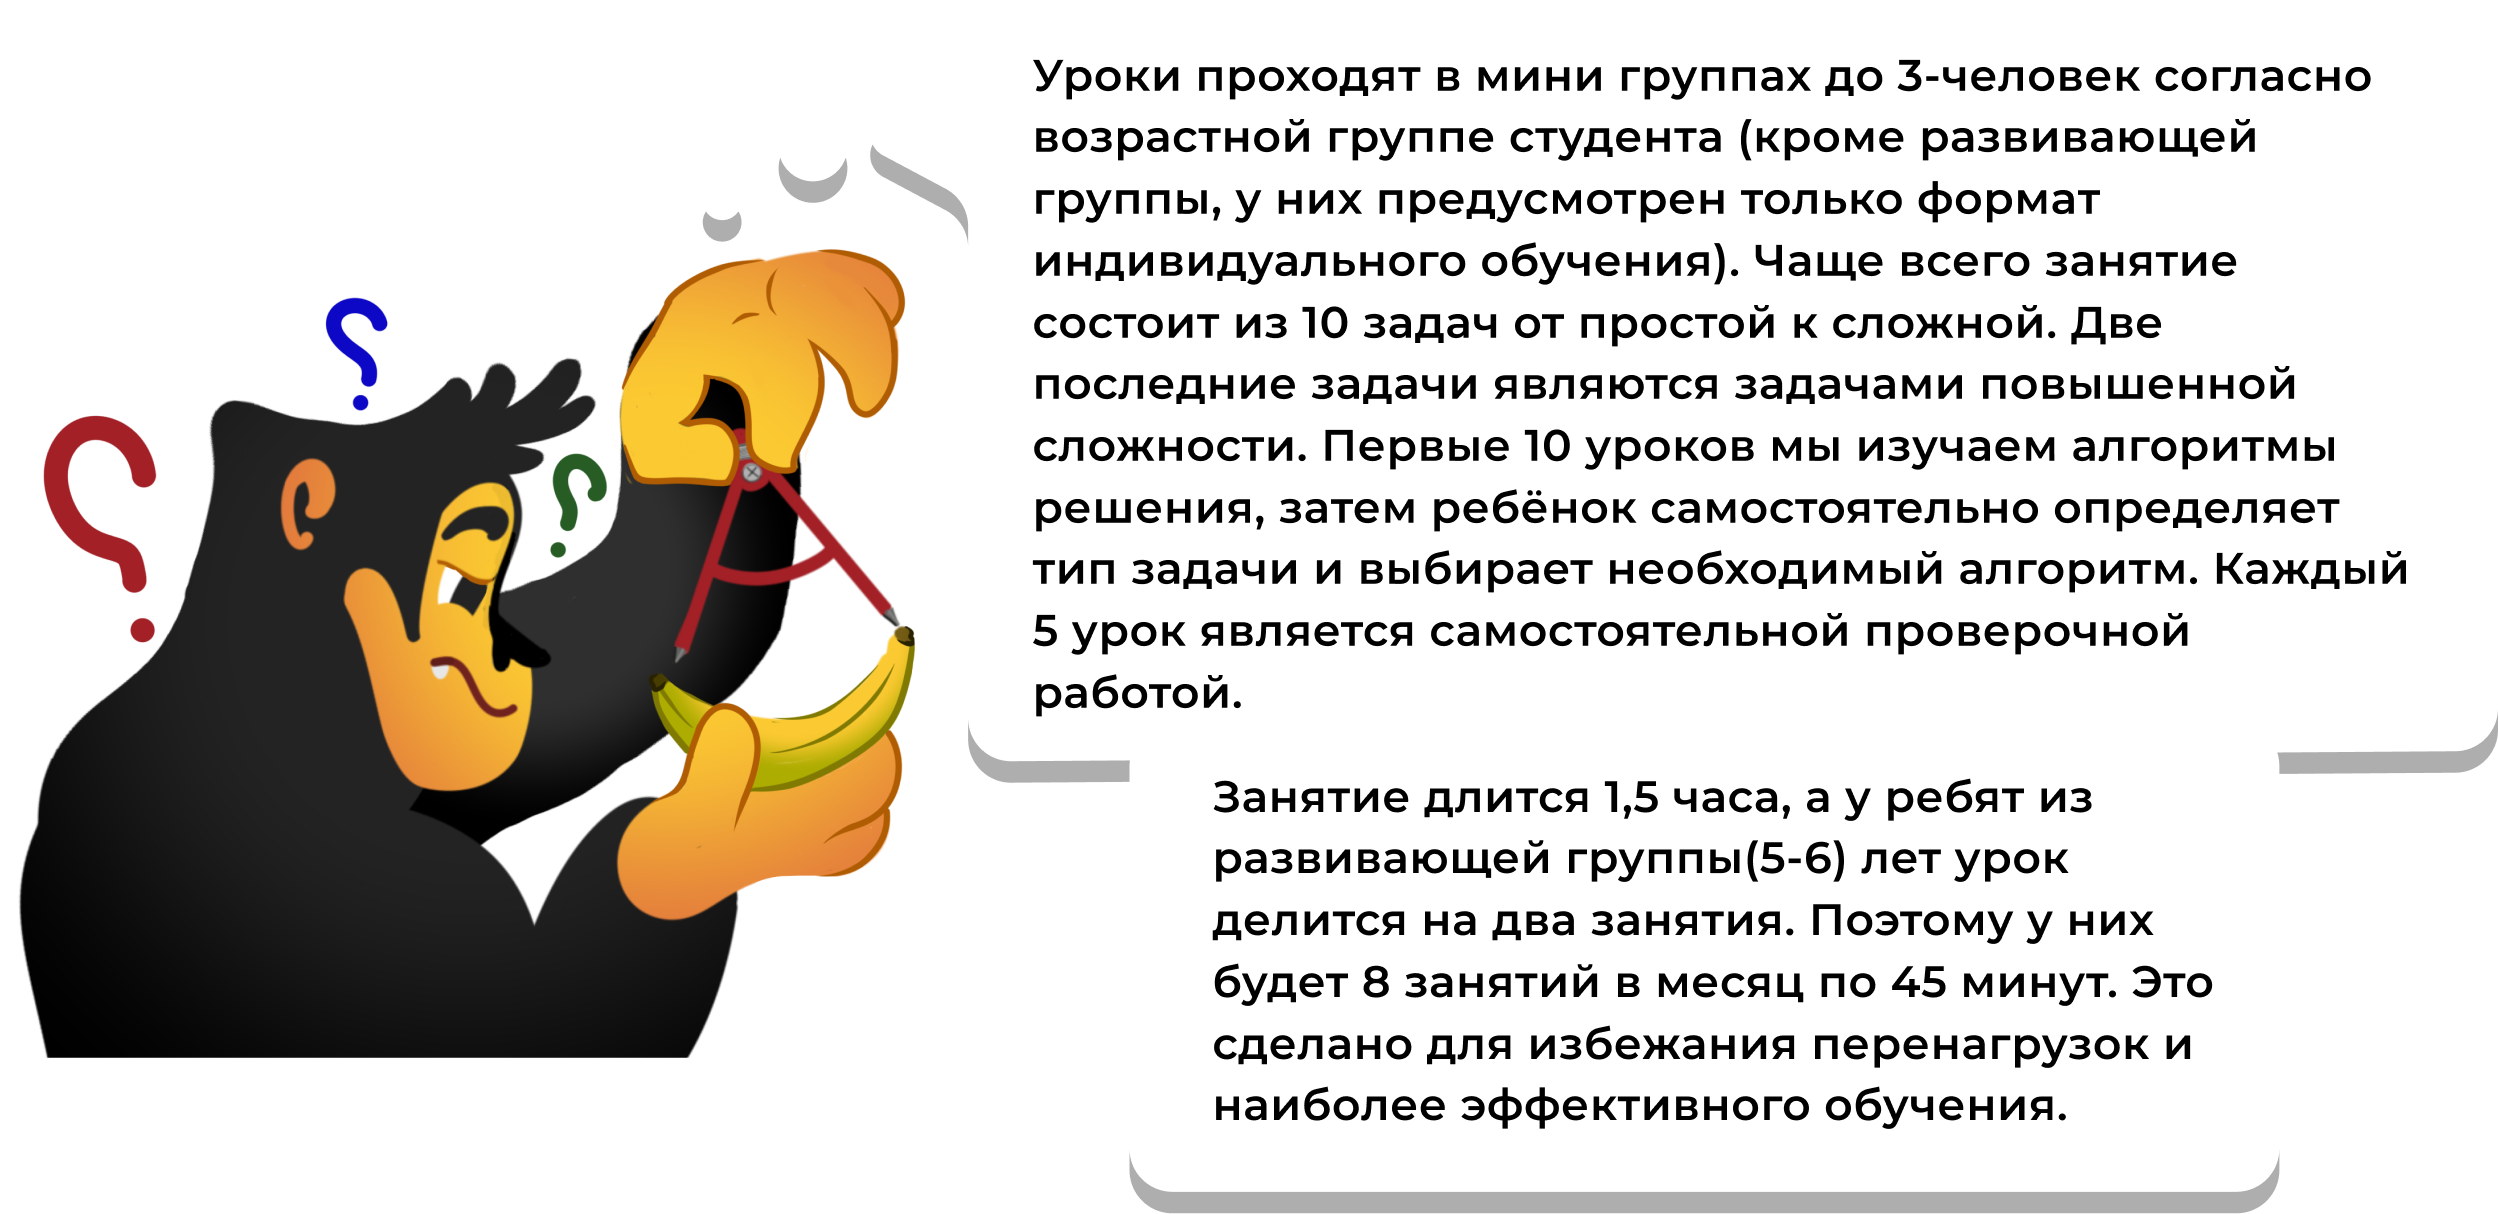 Уроки проходят в мини группах до 3-человек согласно
возрастной группе студента (кроме развивающей
группы, у них предусмотрен только формат
индивидуального обучения). Чаще всего занятие
состоит из 10 задач от простой к сложной. Две
последние задачи являются задачами повышенной
сложности. Первые 10 уроков мы изучаем алгоритмы
решения, затем ребёнок самостоятельно определяет
тип задачи и выбирает необходимый алгоритм. Каждый
5 урок является самостоятельной проверочной
работой.
Занятие длится 1,5 часа, а у ребят из
развивающей группы(5-6) лет урок
делится на два занятия. Поэтому у них
будет 8 занятий в месяц по 45 минут. Это
сделано для избежания перенагрузок и
наиболее эффективного обучения.